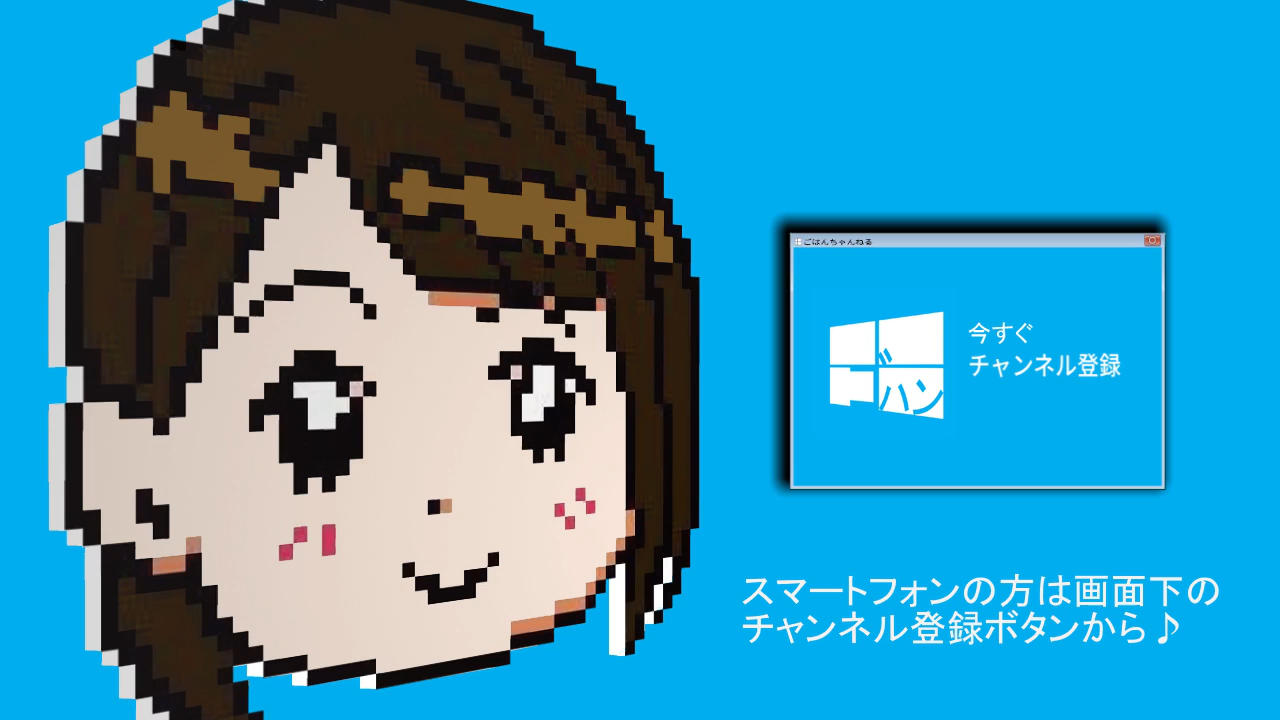 ごはんちゃんねる
今すぐ
チャンネル登録
ゴハン
スマートフォンの方は画面下の
チャンネル登録ボタンから♪